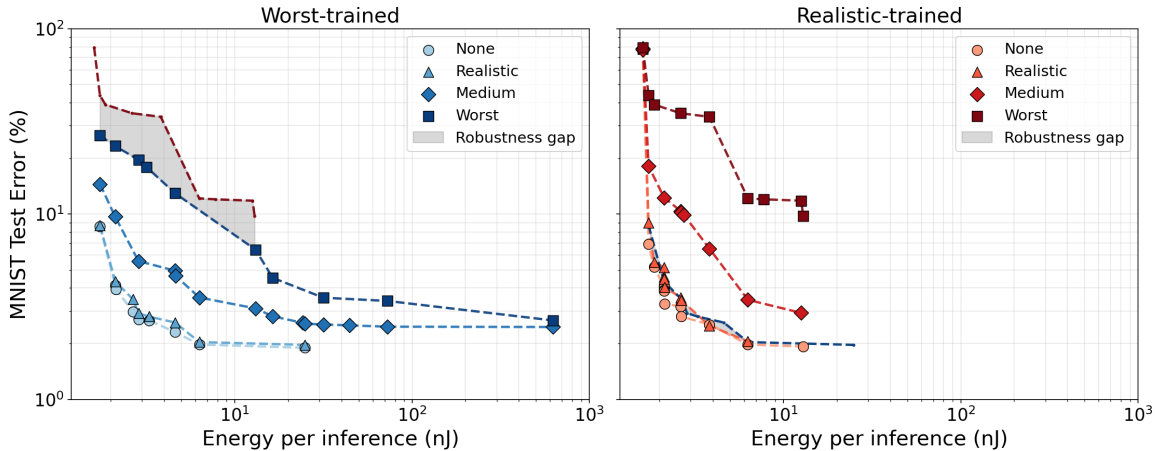 Worst-trained
Realistic-trained
MNIST Test Error (%)
10²
10¹
10⁰
None
Realistic
Medium
Worst
Robustness gap
None
Realistic
Medium
Worst
Robustness gap
10¹
10²
10³
10¹
10²
10³
Energy per inference (nJ)
Energy per inference (nJ)